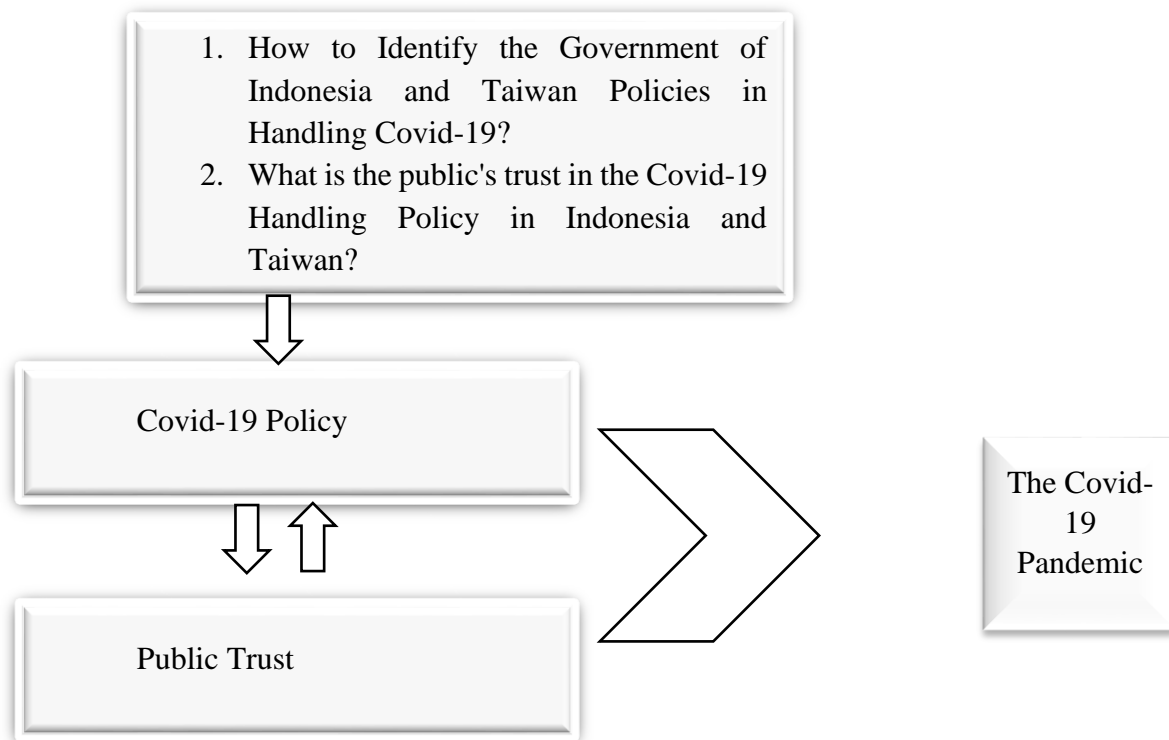 1. How to Identify the Government of
Indonesia and Taiwan Policies in
Handling Covid-19?
2. What is the public's trust in the Covid-19
Handling Policy in Indonesia and
Taiwan?
Covid-19 Policy
Public Trust
The Covid-
19
Pandemic